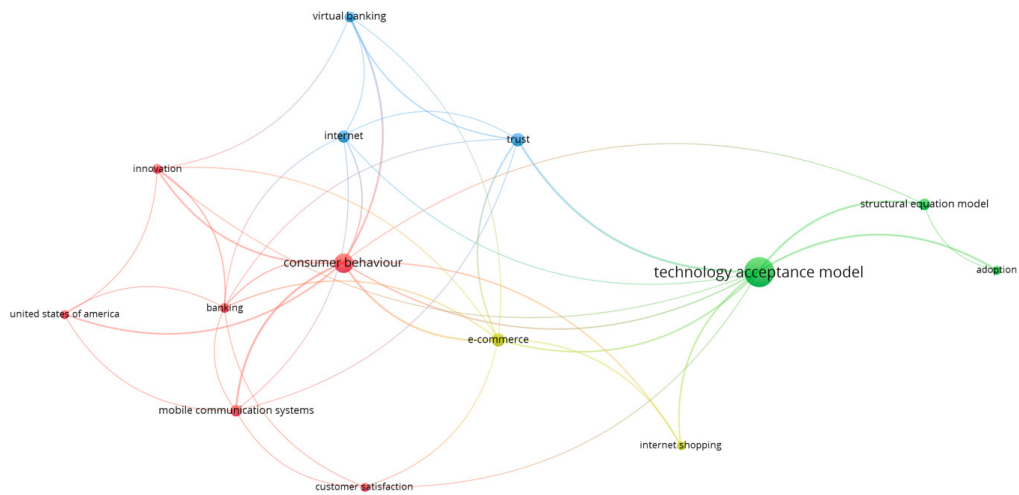 virtual banking
internet
trust
innovation
structural equation model
consumer behaviour
technology acceptance model
adoption
banking
united states of america
e-commerce
mobile communication systems
internet shopping
customer satisfaction